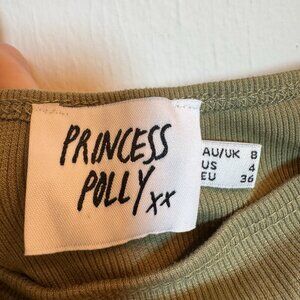 PRINCESS
POLLY xx
AU/UK 8
US 4
EU 36